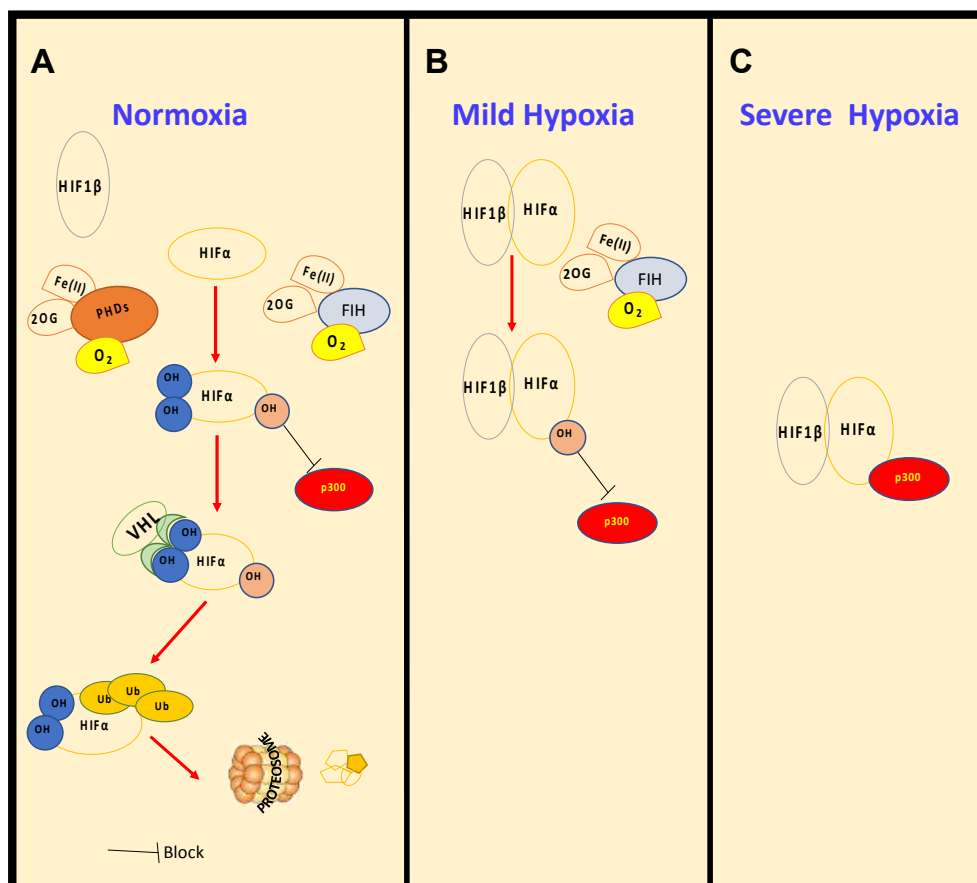 A
Normoxia
HIF1β
HIFα
Fe(II)
2OG
PHDs
O2
Fe(II)
2OG
FIH
O2
OH
OH
HIFα
OH
p300
VHL
OH
OH
HIFα
OH
OH
OH
HIFα
Ub
Ub
Ub
PROTEOSOME
Block
B
Mild Hypoxia
HIF1β
HIFα
Fe(II)
2OG
FIH
O2
HIF1β
HIFα
OH
p300
C
Severe Hypoxia
HIF1β
HIFα
p300